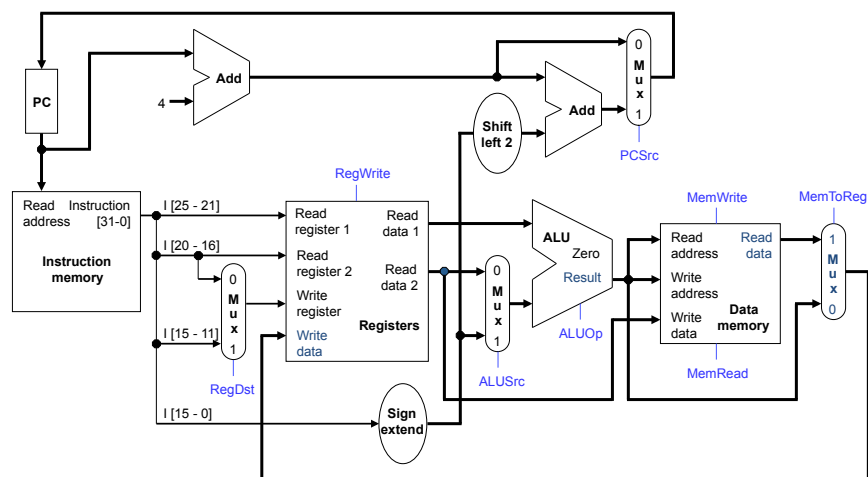 0
M
u
x
1
Add
PC
4
Add
Shift
left 2
PCSrc
RegWrite
Read Instruction
address [31-0]
Instruction
memory
I [25 - 21]
I [20 - 16]
I [15 - 11]
I [15 - 0]
0
M
u
x
1
RegDst
Read
register 1
Read
data 1
Read
register 2
Read
data 2
Write
register
Registers
Write
data
0
M
u
x
1
ALUSrc
ALU
Zero
Result
ALUOp
MemWrite
MemToReg
Read
address
Read
data
Write
address
Write
data
Data
memory
MemRead
1
M
u
x
0
Sign
extend